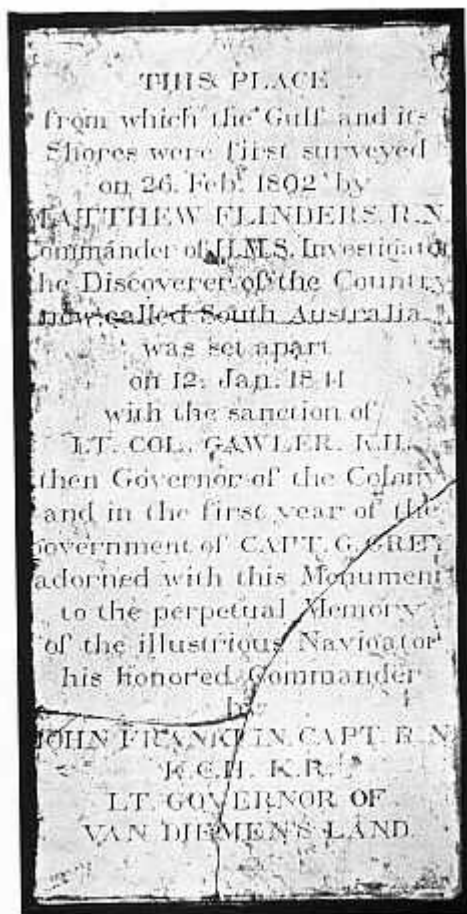 THIS PLACE
from which the Gulf and its
Shores were first surveyed
on 26. Feb. 1802 by
MATTHEW FLINDERS. R.N.
Commander of H.M.S. Investigator
the Discoverer of the Country
now called South Australia
was set apart
on 12. Jan. 1841
with the sanction of
LT. COL. GAWLER. K.H.
then Governor of the Colony
and in the first year of the
Government of CAPT. G. GREY
adorned with this Monument
to the perpetual Memory
of the illustrious Navigator
his honored Commander
by
JOHN FRANKLIN. CAPT. R.N.
K.C.H. K.R.
LT. GOVERNOR OF
VAN DIEMEN'S LAND